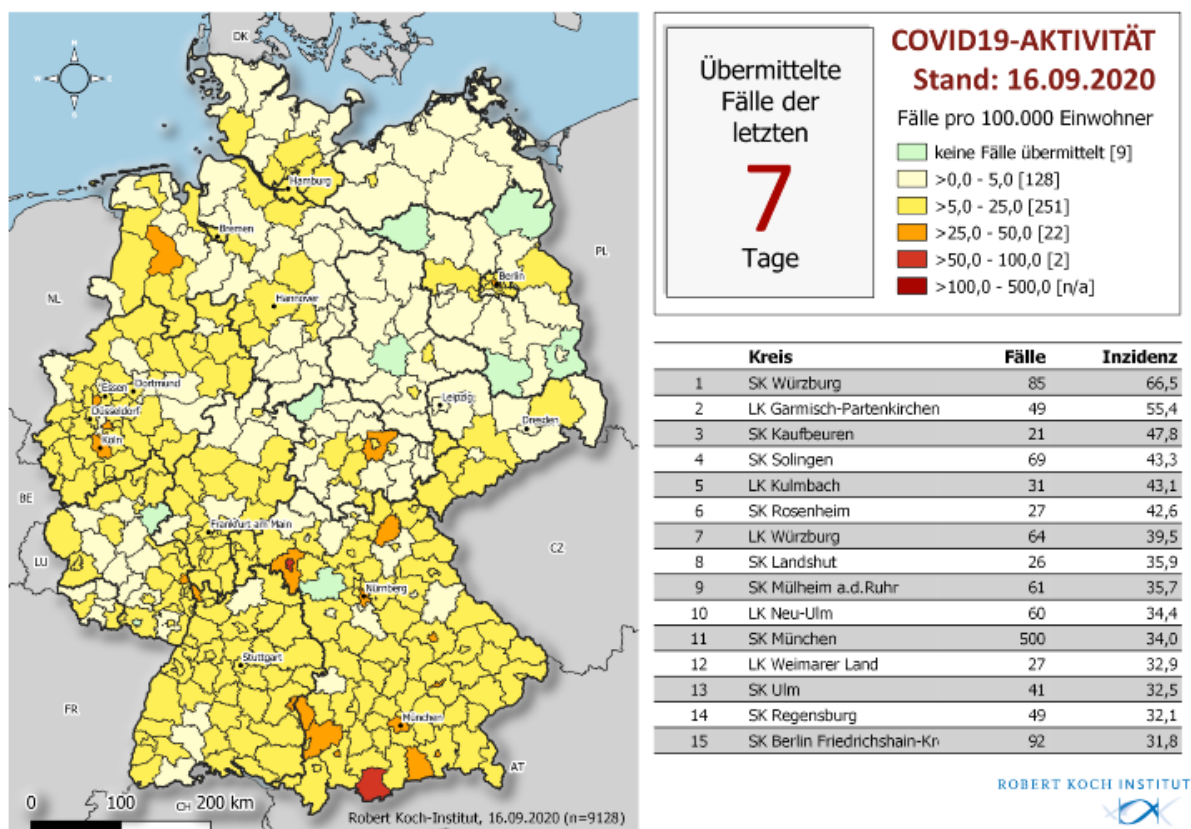 DK
PL
NL
BE
LU
CZ
FR
AT
CH
N
W
S
Hamburg
Bremen
Berlin
Hannover
Essen
Dortmund
Düsseldorf
Köln
Leipzig
Dresden
Frankfurt am Main
Nürnberg
Stuttgart
München
0 100 200 km
Robert Koch-Institut, 16.09.2020 (n=9128)
Übermittelte
Fälle der
letzten
7
Tage
COVID19-AKTIVITÄT
Stand: 16.09.2020
Fälle pro 100.000 Einwohner
keine Fälle übermittelt [9]
>0,0 - 5,0 [128]
>5,0 - 25,0 [251]
>25,0 - 50,0 [22]
>50,0 - 100,0 [2]
>100,0 - 500,0 [n/a]
Kreis Fälle Inzidenz
1 SK Würzburg 85 66,5
2 LK Garmisch-Partenkirchen 49 55,4
3 SK Kaufbeuren 21 47,8
4 SK Solingen 69 43,3
5 LK Kulmbach 31 43,1
6 SK Rosenheim 27 42,6
7 LK Würzburg 64 39,5
8 SK Landshut 26 35,9
9 SK Mülheim a.d.Ruhr 61 35,7
10 LK Neu-Ulm 60 34,4
11 SK München 500 34,0
12 LK Weimarer Land 27 32,9
13 SK Ulm 41 32,5
14 SK Regensburg 49 32,1
15 SK Berlin Friedrichshain-Kr 92 31,8
ROBERT KOCH INSTITUT